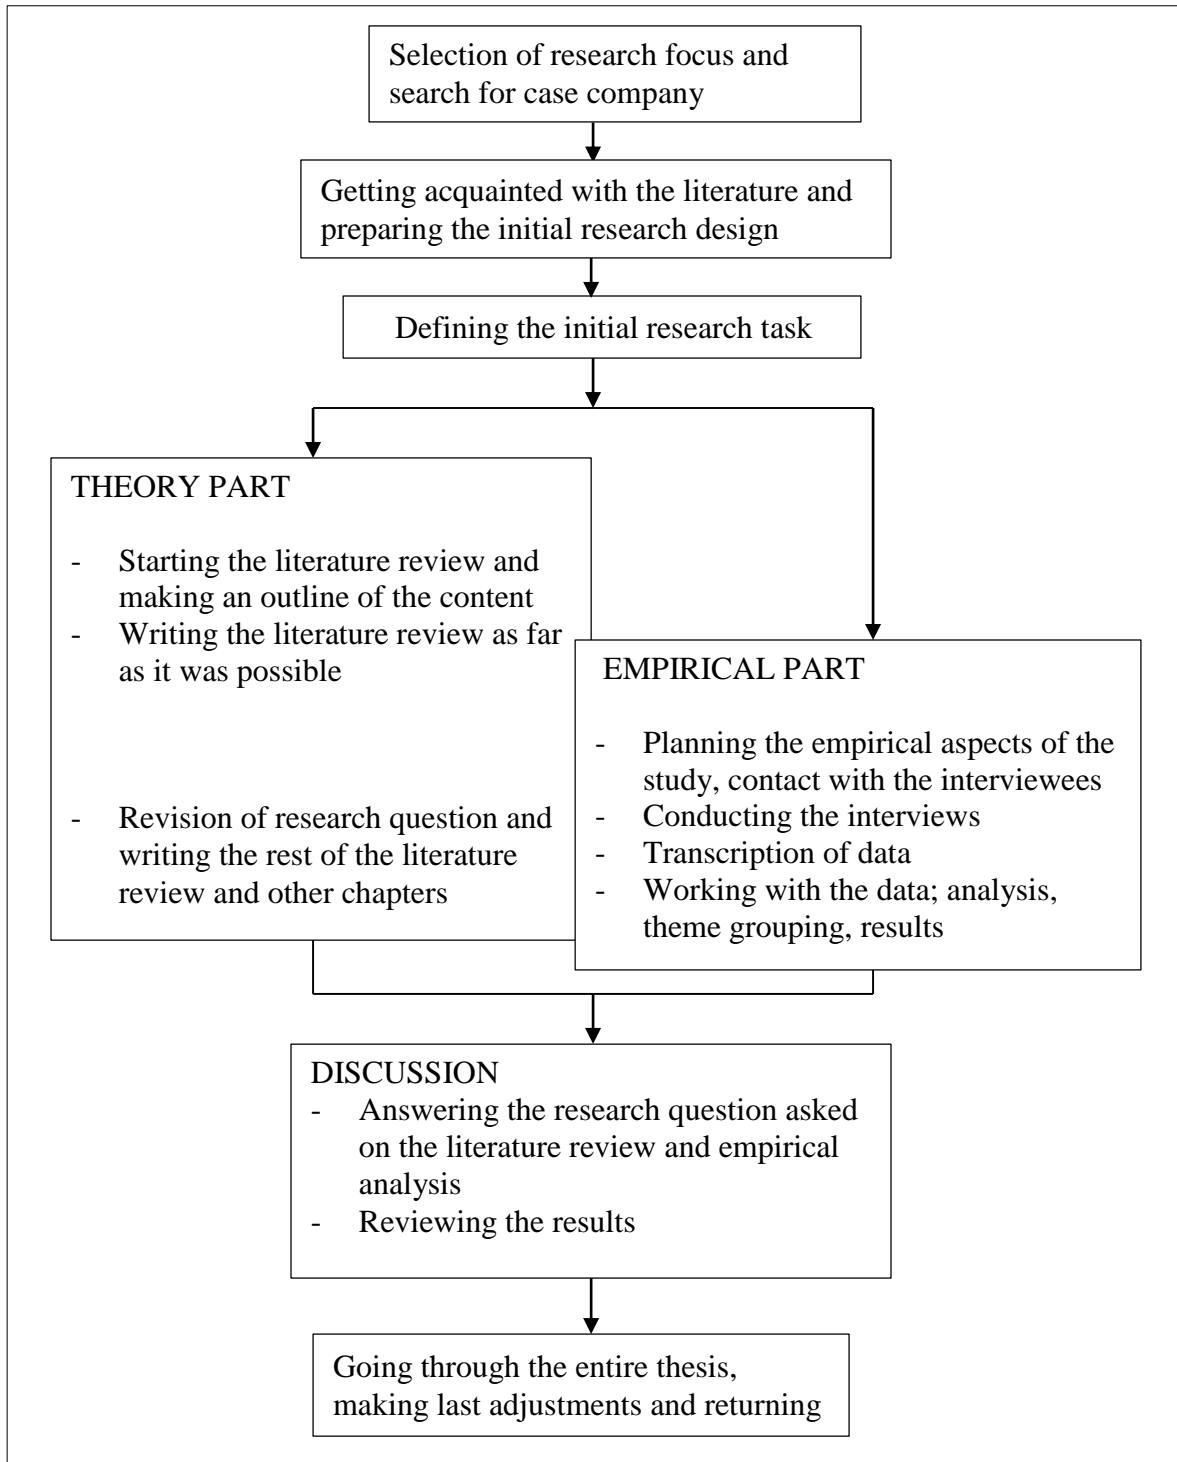 Selection of research focus and
search for case company
Getting acquainted with the literature and
preparing the initial research design
Defining the initial research task
THEORY PART
- Starting the literature review and
making an outline of the content
- Writing the literature review as far
as it was possible
- Revision of research question and
writing the rest of the literature
review and other chapters
EMPIRICAL PART
- Planning the empirical aspects of the
study, contact with the interviewees
- Conducting the interviews
- Transcription of data
- Working with the data; analysis,
theme grouping, results
DISCUSSION
- Answering the research question asked
on the literature review and empirical
analysis
- Reviewing the results
Going through the entire thesis,
making last adjustments and returning